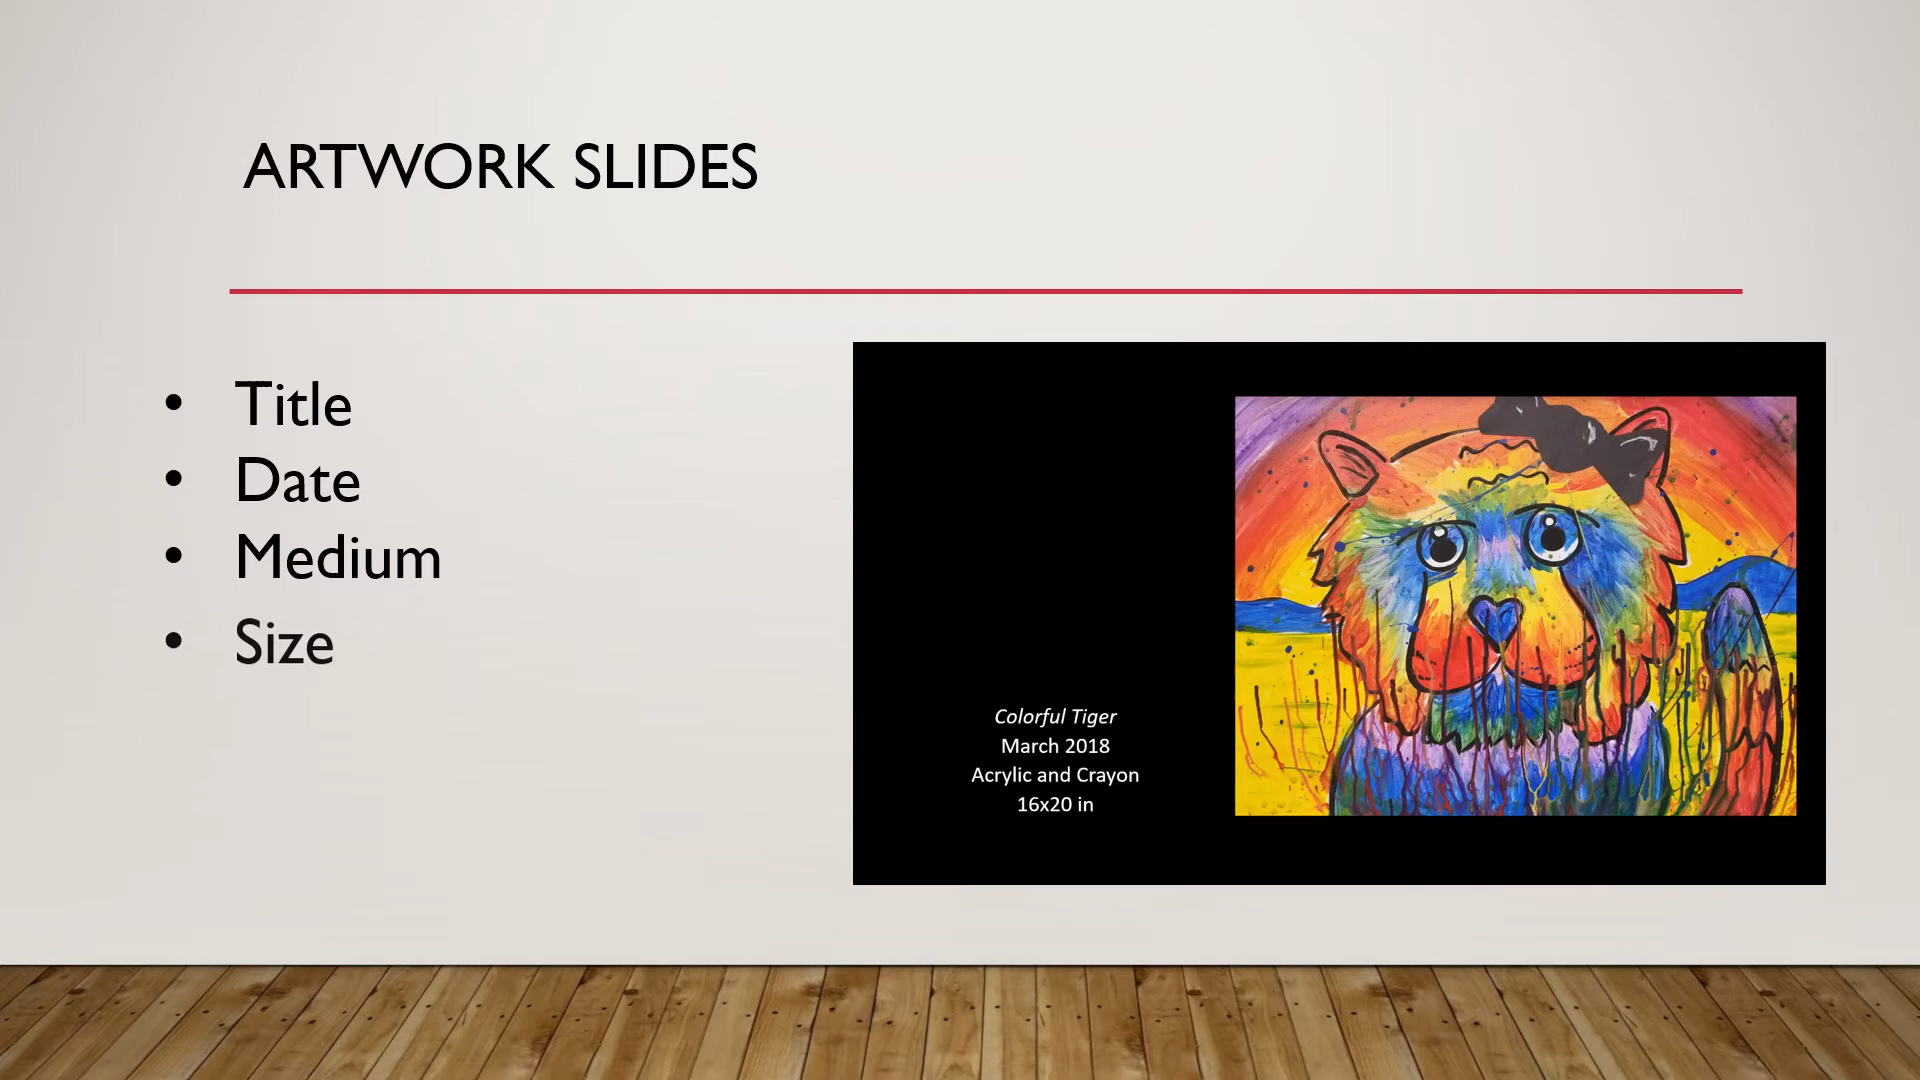 ARTWORK SLIDES
• Title
• Date
• Medium
• Size
Colorful Tiger
March 2018
Acrylic and Crayon
16x20 in